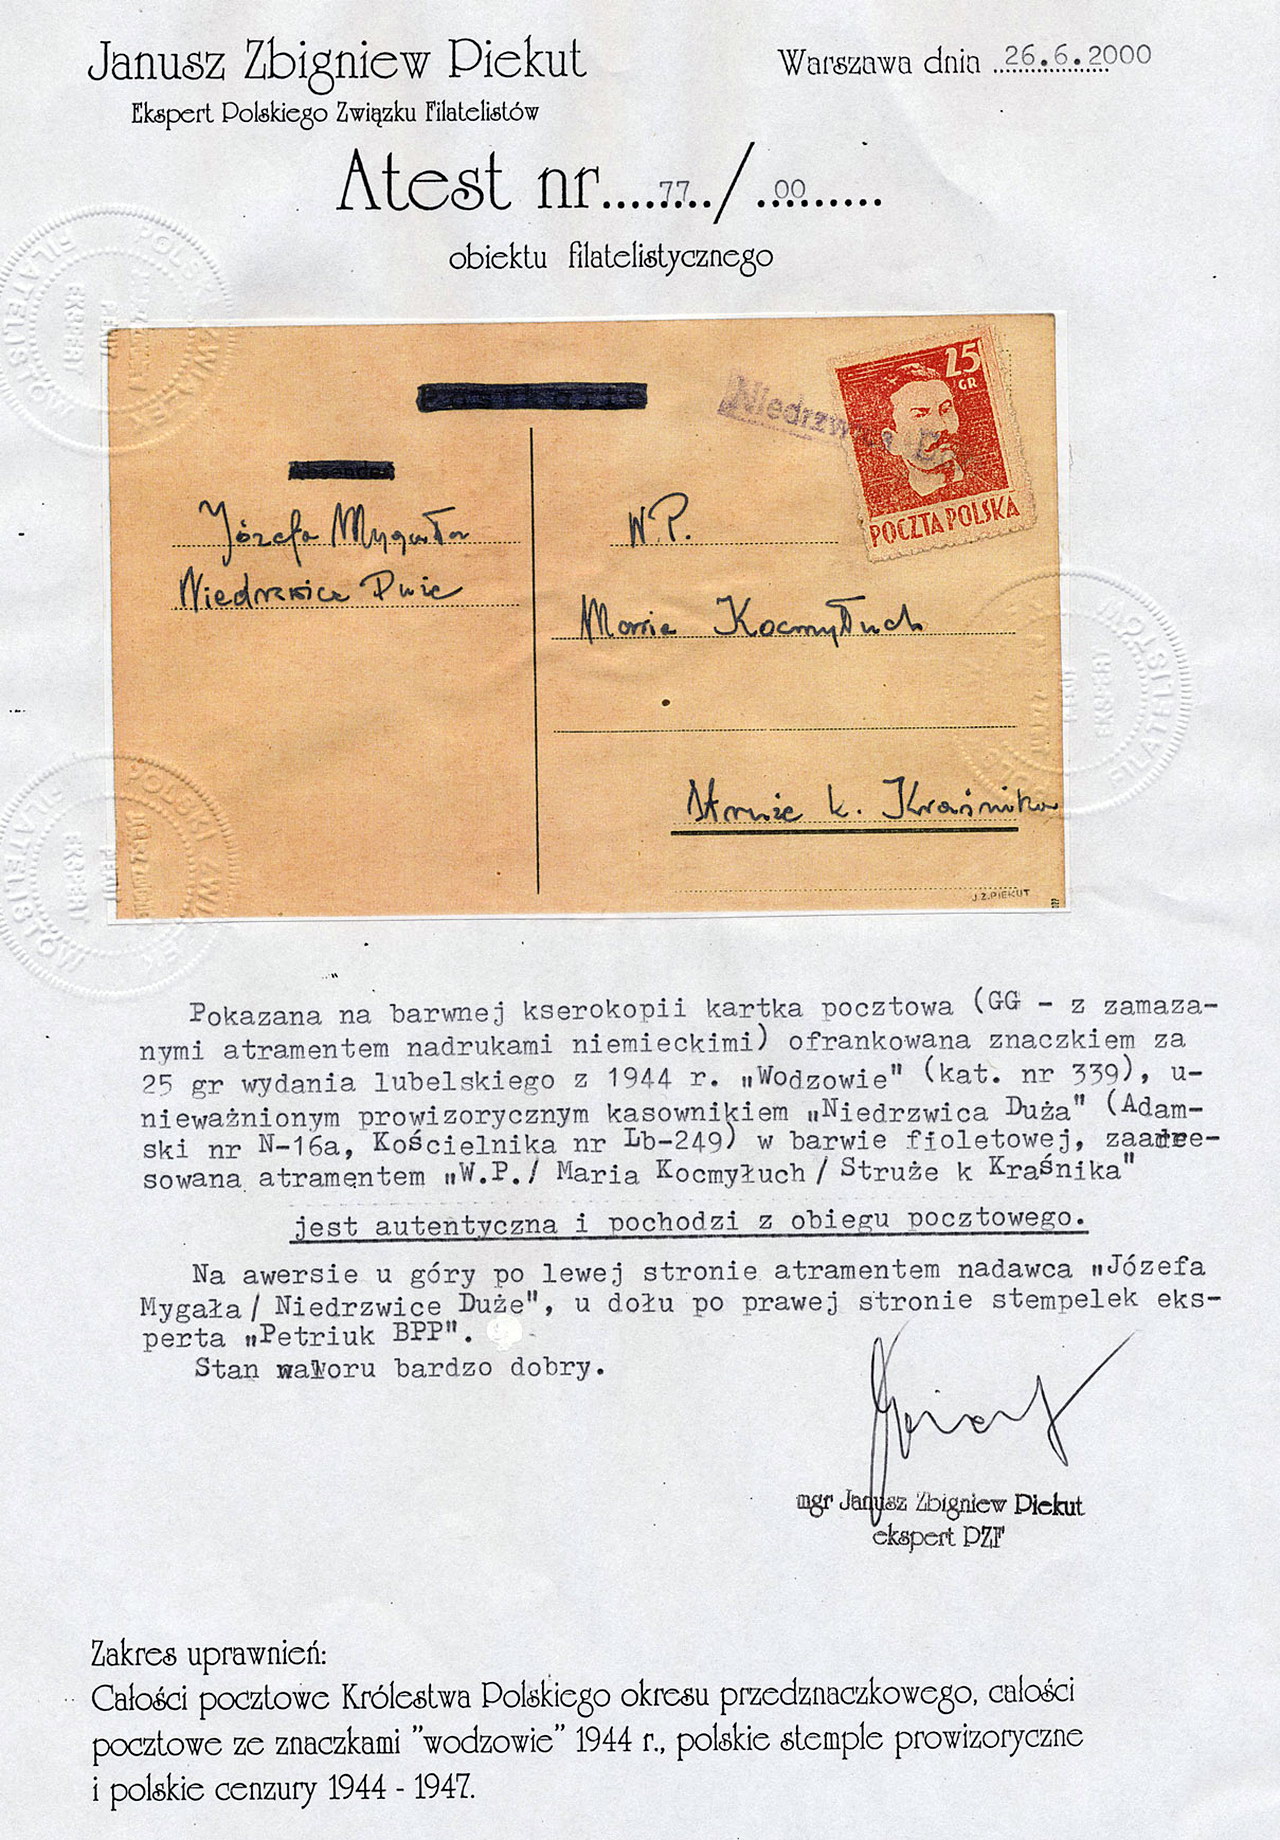 Janusz Zbigniew Piekut
Warszawa dnia 26.6.2000
Ekspert Polskiego Związku Filatelistów
Atest nr....77../.00......
obiektu filatelistycznego
25
GR
Niedrzwica D
POCZTA POLSKA
Absender
Józefa Mygała
W.P.
Niedrzwice Duże
Maria Kocmyłuch
Struże k. Kraśnika
J.Z.PIEKUT
Pokazana na barwnej kserokopii kartka pocztowa (GG - z zamaza-
nymi atramentem nadrukami niemieckimi) ofrankowana znaczkiem za
25 gr wydania lubelskiego z 1944 r. "Wodzowie" (kat. nr 339), u-
nieważnionym prowizorycznym kasownikiem "Niedrzwica Duża" (Adam-
ski nr N-16a, Kościelnika nr Lb-249) w barwie fioletowej, zaadre-
sowana atramentem "W.P./ Maria Kocmyłuch / Struże k Kraśnika"
jest autentyczna i pochodzi z obiegu pocztowego.
Na awersie u góry po lewej stronie atramentem nadawca "Józefa
Mygała / Niedrzwice Duże", u dołu po prawej stronie stempelek eks-
perta "Petriuk BPP".
Stan waloru bardzo dobry.
mgr Janusz Zbigniew Piekut
ekspert PZF
Zakres uprawnień:
Całości pocztowe Królestwa Polskiego okresu przedznaczkowego, całości
pocztowe ze znaczkami "wodzowie" 1944 r., polskie stemple prowizoryczne
i polskie cenzury 1944 - 1947.